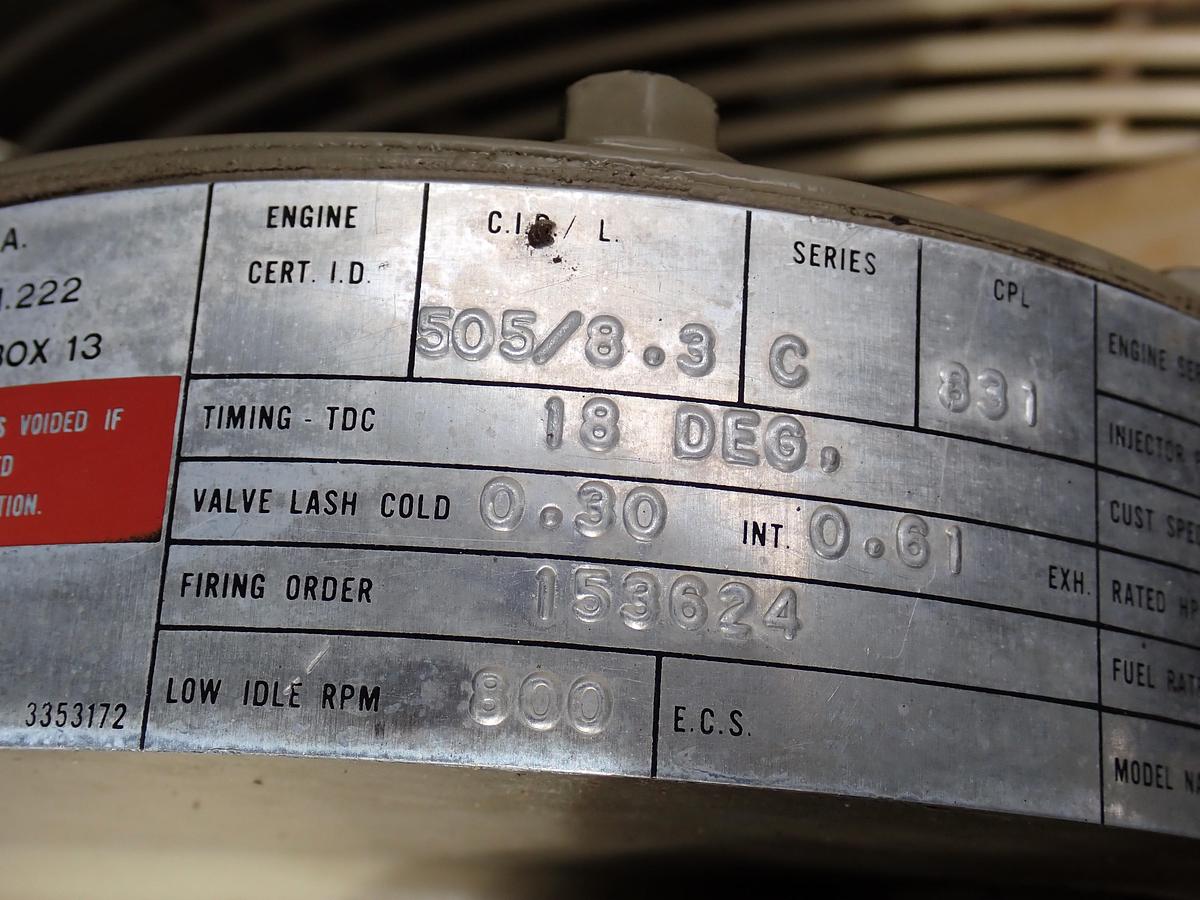 A.
.222
BOX 13
S VOIDED IF
D
TION.
3353172
ENGINE
CERT. I.D.
C.I.D./ L.
505/8.3
SERIES
C
CPL
831
TIMING - TDC 18 DEG.
VALVE LASH COLD 0.30 INT. 0.61 EXH.
FIRING ORDER 153624
LOW IDLE RPM 800
E.C.S.
ENGINE SER
INJECTOR
CUST SPE
RATED H
FUEL RAT
MODEL NA